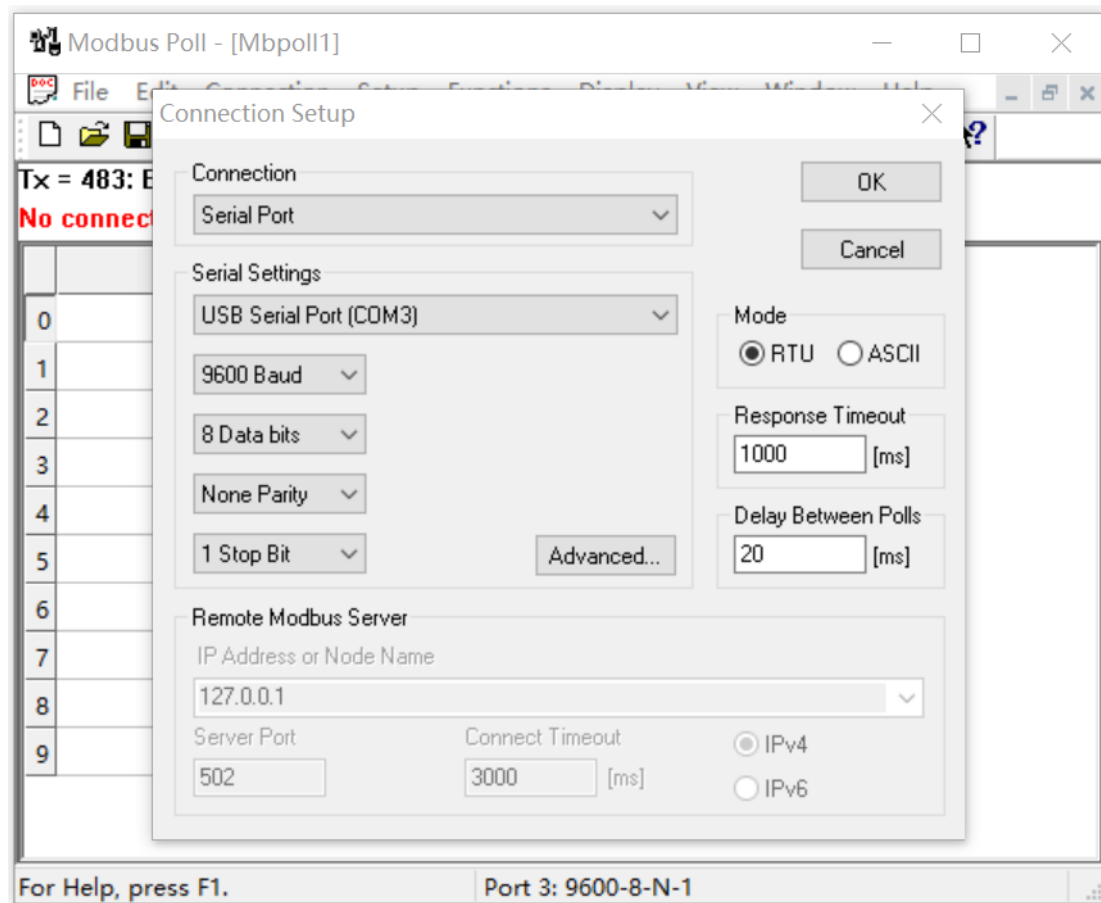 Modbus Poll - [Mbpoll1]
File
Connection Setup
Tx = 483:
No connect
Connection
Serial Port
OK
Cancel
Serial Settings
USB Serial Port (COM3)
9600 Baud
8 Data bits
None Parity
1 Stop Bit
Advanced...
Mode
RTU ASCII
Response Timeout
1000 [ms]
Delay Between Polls
20 [ms]
Remote Modbus Server
IP Address or Node Name
127.0.0.1
Server Port Connect Timeout
502 3000 [ms]
IPv4
IPv6
0
1
2
3
4
5
6
7
8
9
For Help, press F1. Port 3: 9600-8-N-1